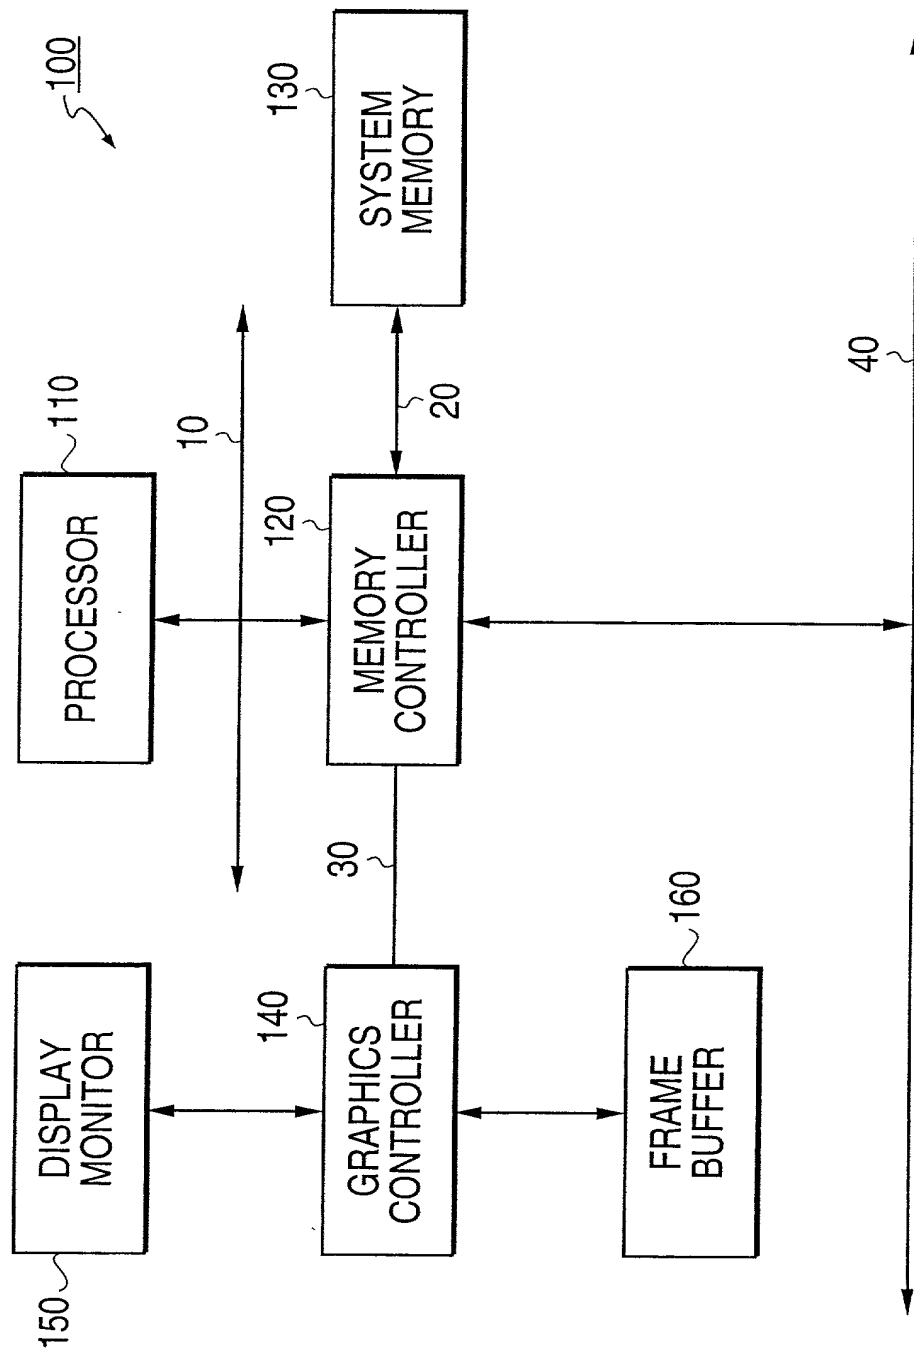 100
150
DISPLAY
MONITOR
PROCESSOR
110
10
140
GRAPHICS
CONTROLLER
30
120
MEMORY
CONTROLLER
20
130
SYSTEM
MEMORY
FRAME
BUFFER
160
40